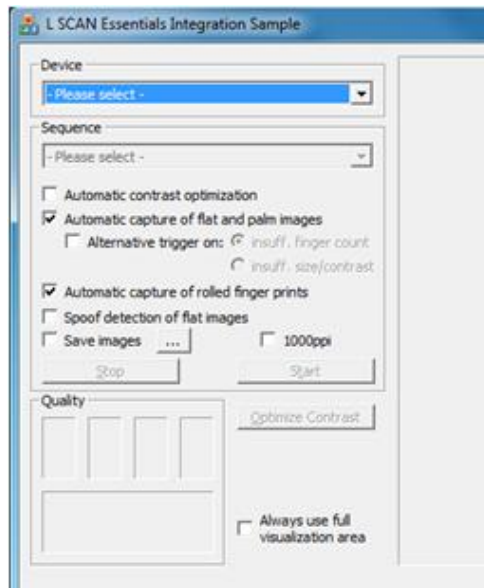 L SCAN Essentials Integration Sample
Device
- Please select -
Sequence
- Please select -
Automatic contrast optimization
Automatic capture of flat and palm images
Alternative trigger on: insuff. finger count
insuff. size/contrast
Automatic capture of rolled finger prints
Spoof detection of flat images
Save images ... 1000ppi
Stop Start
Quality
Optimize Contrast
Always use full
visualization area